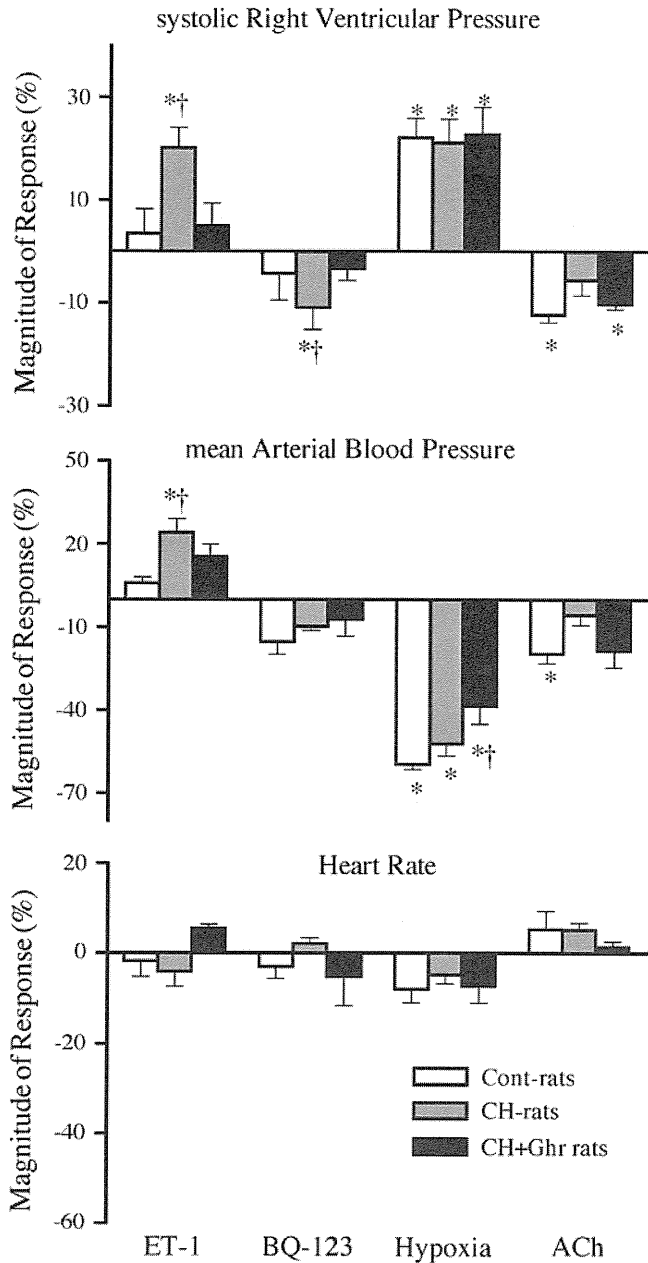 systolic Right Ventricular Pressure
Magnitude of Response (%)
30
10
-10
-30
*†
*†
*
*
*
*
*
mean Arterial Blood Pressure
Magnitude of Response (%)
50
20
-10
-40
-70
*†
*
*
*†
*
Heart Rate
Magnitude of Response (%)
20
0
-20
-40
-60
Cont-rats
CH-rats
CH+Ghr rats
ET-1 BQ-123 Hypoxia ACh